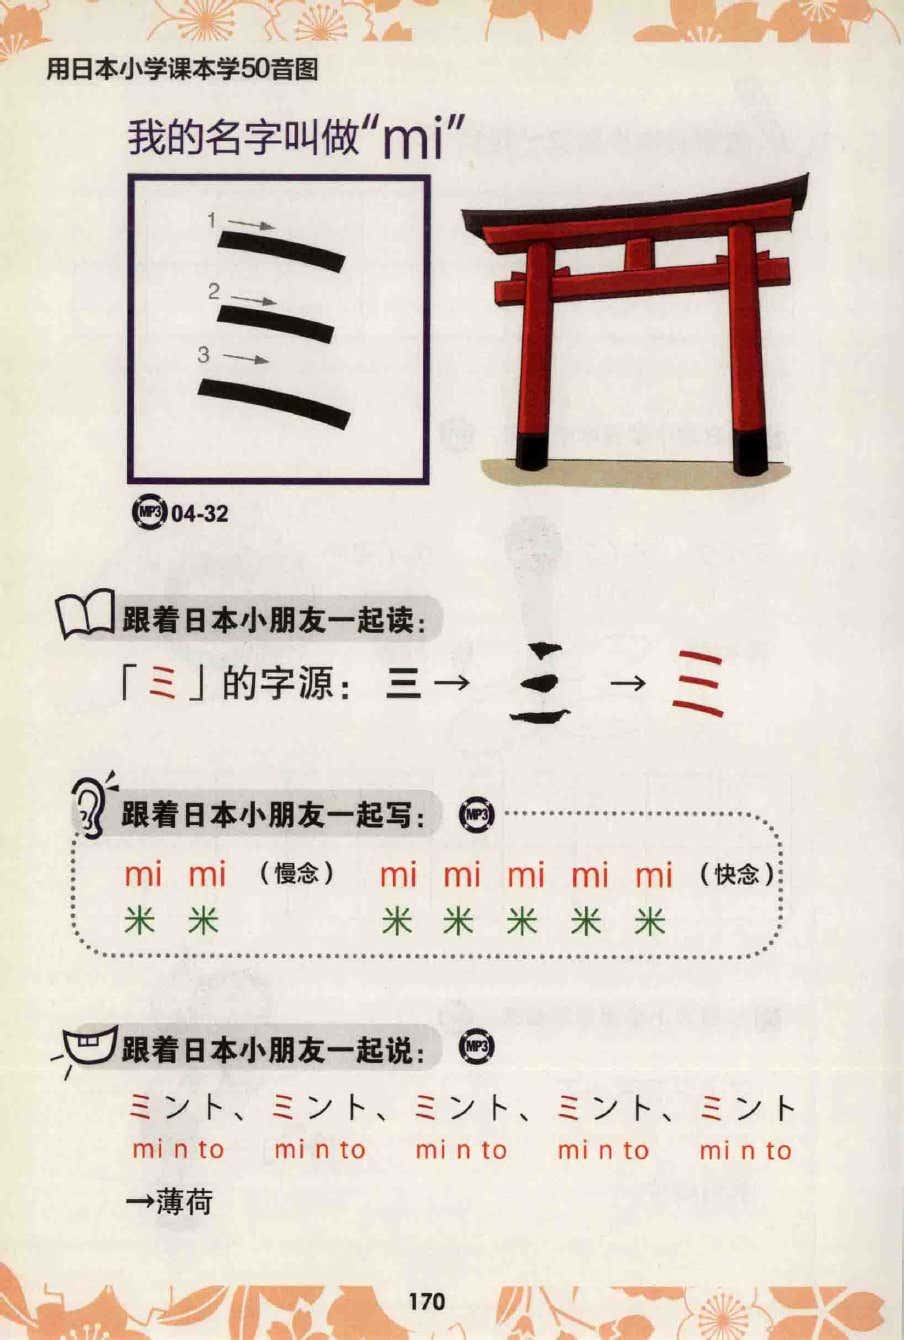 用日本小学课本学50音图
我的名字叫做“mi”
1
2
3
ミ
MP3 04-32
跟着日本小朋友一起读：
「ミ」的字源： 三→ 三 → ミ
跟着日本小朋友一起写： MP3
mi mi （慢念） mi mi mi mi mi （快念）
米 米 米 米 米 米 米
跟着日本小朋友一起说： MP3
ミント、ミント、ミント、ミント、ミント
mi n to mi n to mi n to mi n to mi n to
→薄荷
170